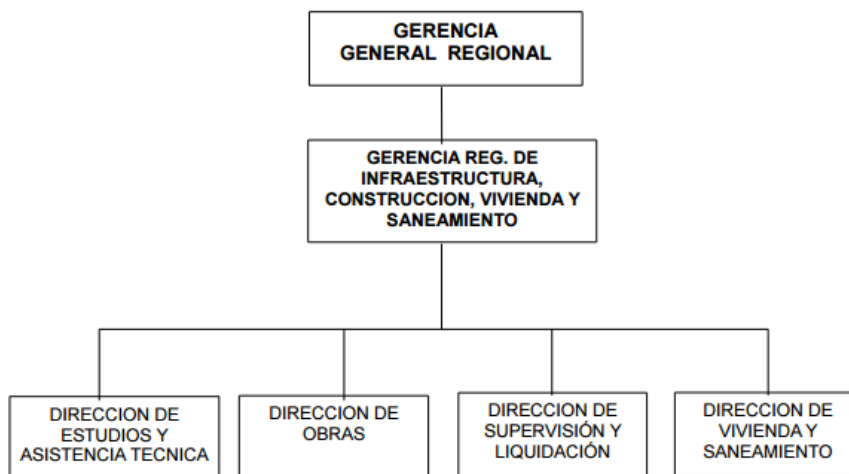 GERENCIA
GENERAL REGIONAL
GERENCIA REG. DE
INFRAESTRUCTURA,
CONSTRUCCION, VIVIENDA Y
SANEAMIENTO
DIRECCION DE
ESTUDIOS Y
ASISTENCIA TECNICA
DIRECCION DE
OBRAS
DIRECCION DE
SUPERVISIÓN Y
LIQUIDACIÓN
DIRECCION DE
VIVIENDA Y
SANEAMIENTO